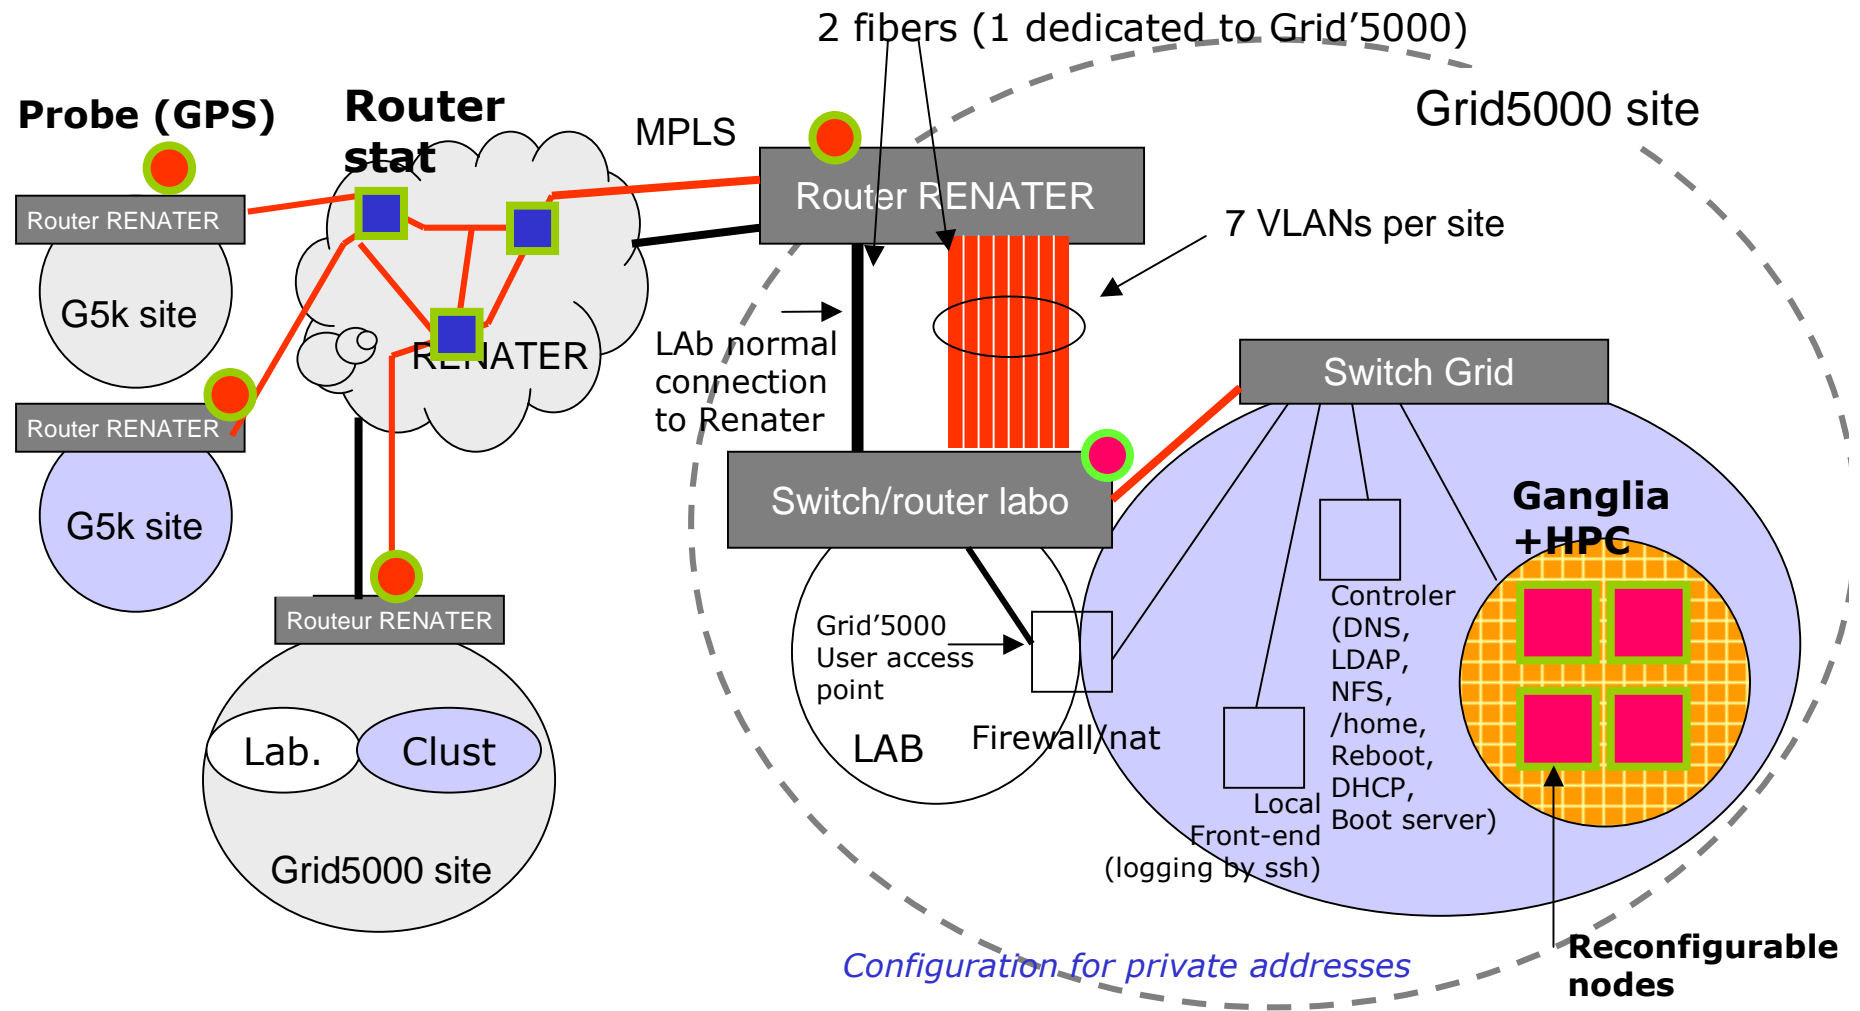 2 fibers (1 dedicated to Grid’5000)
Probe (GPS)
Router
stat
MPLS
Grid5000 site
Router RENATER
Router RENATER
7 VLANs per site
G5k site
RENATER
LAb normal
connection
to Renater
Switch Grid
Router RENATER
G5k site
Switch/router labo
Ganglia
+HPC
Routeur RENATER
Grid’5000
User access
point
Controler
(DNS,
LDAP,
NFS,
/home,
Reboot,
DHCP,
Boot server)
Lab.
Clust
LAB
Firewall/nat
Local
Front-end
(logging by ssh)
Grid5000 site
Configuration for private addresses
Reconfigurable
nodes